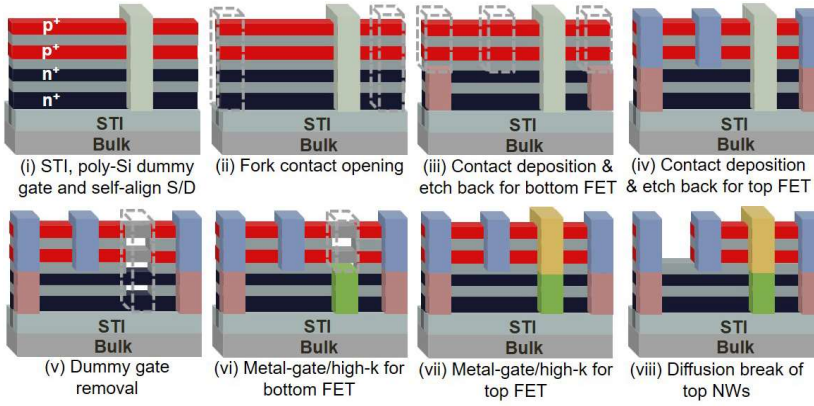 p+
p+
n+
n+
STI
Bulk
(i) STI, poly-Si dummy
gate and self-align S/D
STI
Bulk
(ii) Fork contact opening
STI
Bulk
(iii) Contact deposition &
etch back for bottom FET
STI
Bulk
(iv) Contact deposition
& etch back for top FET
STI
Bulk
(v) Dummy gate
removal
STI
Bulk
(vi) Metal-gate/high-k for
bottom FET
STI
Bulk
(vii) Metal-gate/high-k for
top FET
STI
Bulk
(viii) Diffusion break of
top NWs